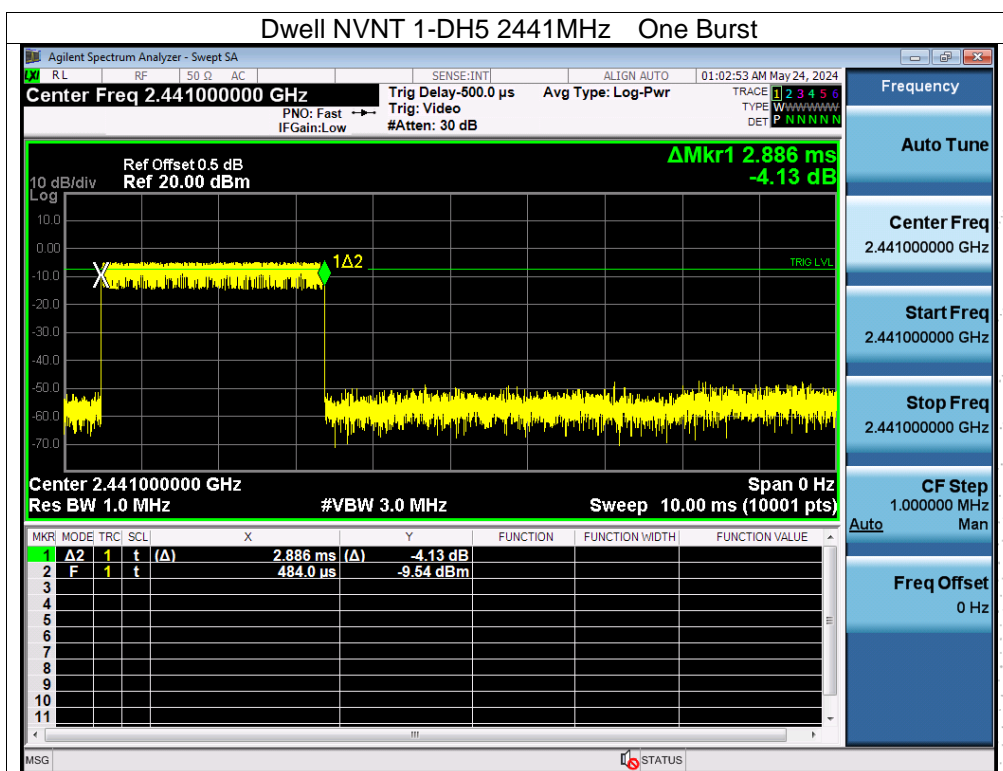 Dwell NVNT 1-DH5 2441MHz One Burst
Agilent Spectrum Analyzer - Swept SA
LXI RL RF 50 Ω AC SENSE:INT ALIGN AUTO 01:02:53 AM May 24, 2024
Center Freq 2.441000000 GHz
PNO: Fast
IFGain:Low
Trig Delay-500.0 µs
Trig: Video
#Atten: 30 dB
Avg Type: Log-Pwr
TRACE 1 2 3 4 5 6
TYPE WWWWWW
DET P N N N N N
ΔMkr1 2.886 ms
-4.13 dB
Ref Offset 0.5 dB
10 dB/div Ref 20.00 dBm
Log
10.0
0.00
-10.0
-20.0
-30.0
-40.0
-50.0
-60.0
-70.0
X
1Δ2
TRIG LVL
Center 2.441000000 GHz Span 0 Hz
Res BW 1.0 MHz #VBW 3.0 MHz Sweep 10.00 ms (10001 pts)
MKR MODE TRC SCL X Y FUNCTION FUNCTION WIDTH FUNCTION VALUE
1 Δ2 1 t (Δ) 2.886 ms (Δ) -4.13 dB
2 F 1 t 484.0 µs -9.54 dBm
3
4
5
6
7
8
9
10
11
MSG STATUS
Frequency
Auto Tune
Center Freq
2.441000000 GHz
Start Freq
2.441000000 GHz
Stop Freq
2.441000000 GHz
CF Step
1.000000 MHz
Auto Man
Freq Offset
0 Hz